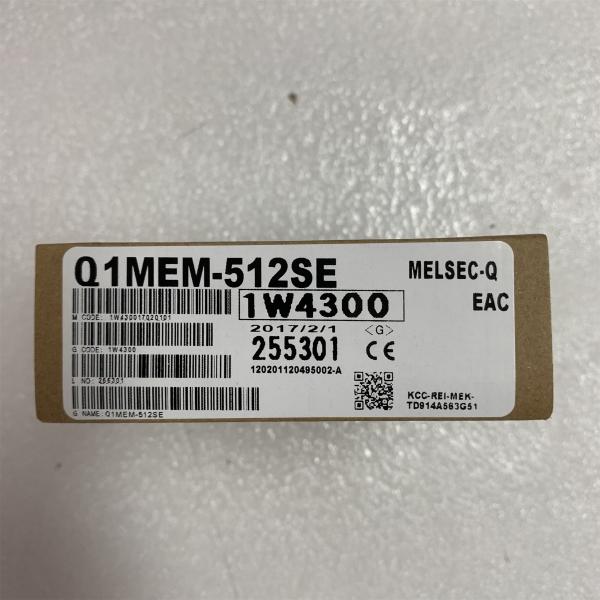 Q1MEM-512SE
MELSEC-Q
1W4300
EAC
M CODE: 1W430017020101
2017/2/1
<G>
G CODE: 1W4300
255301 CE
L NO: 255301
120201120495002-A
G NAME: Q1MEM-512SE
KCC-REI-MEK-
TD914A563G51